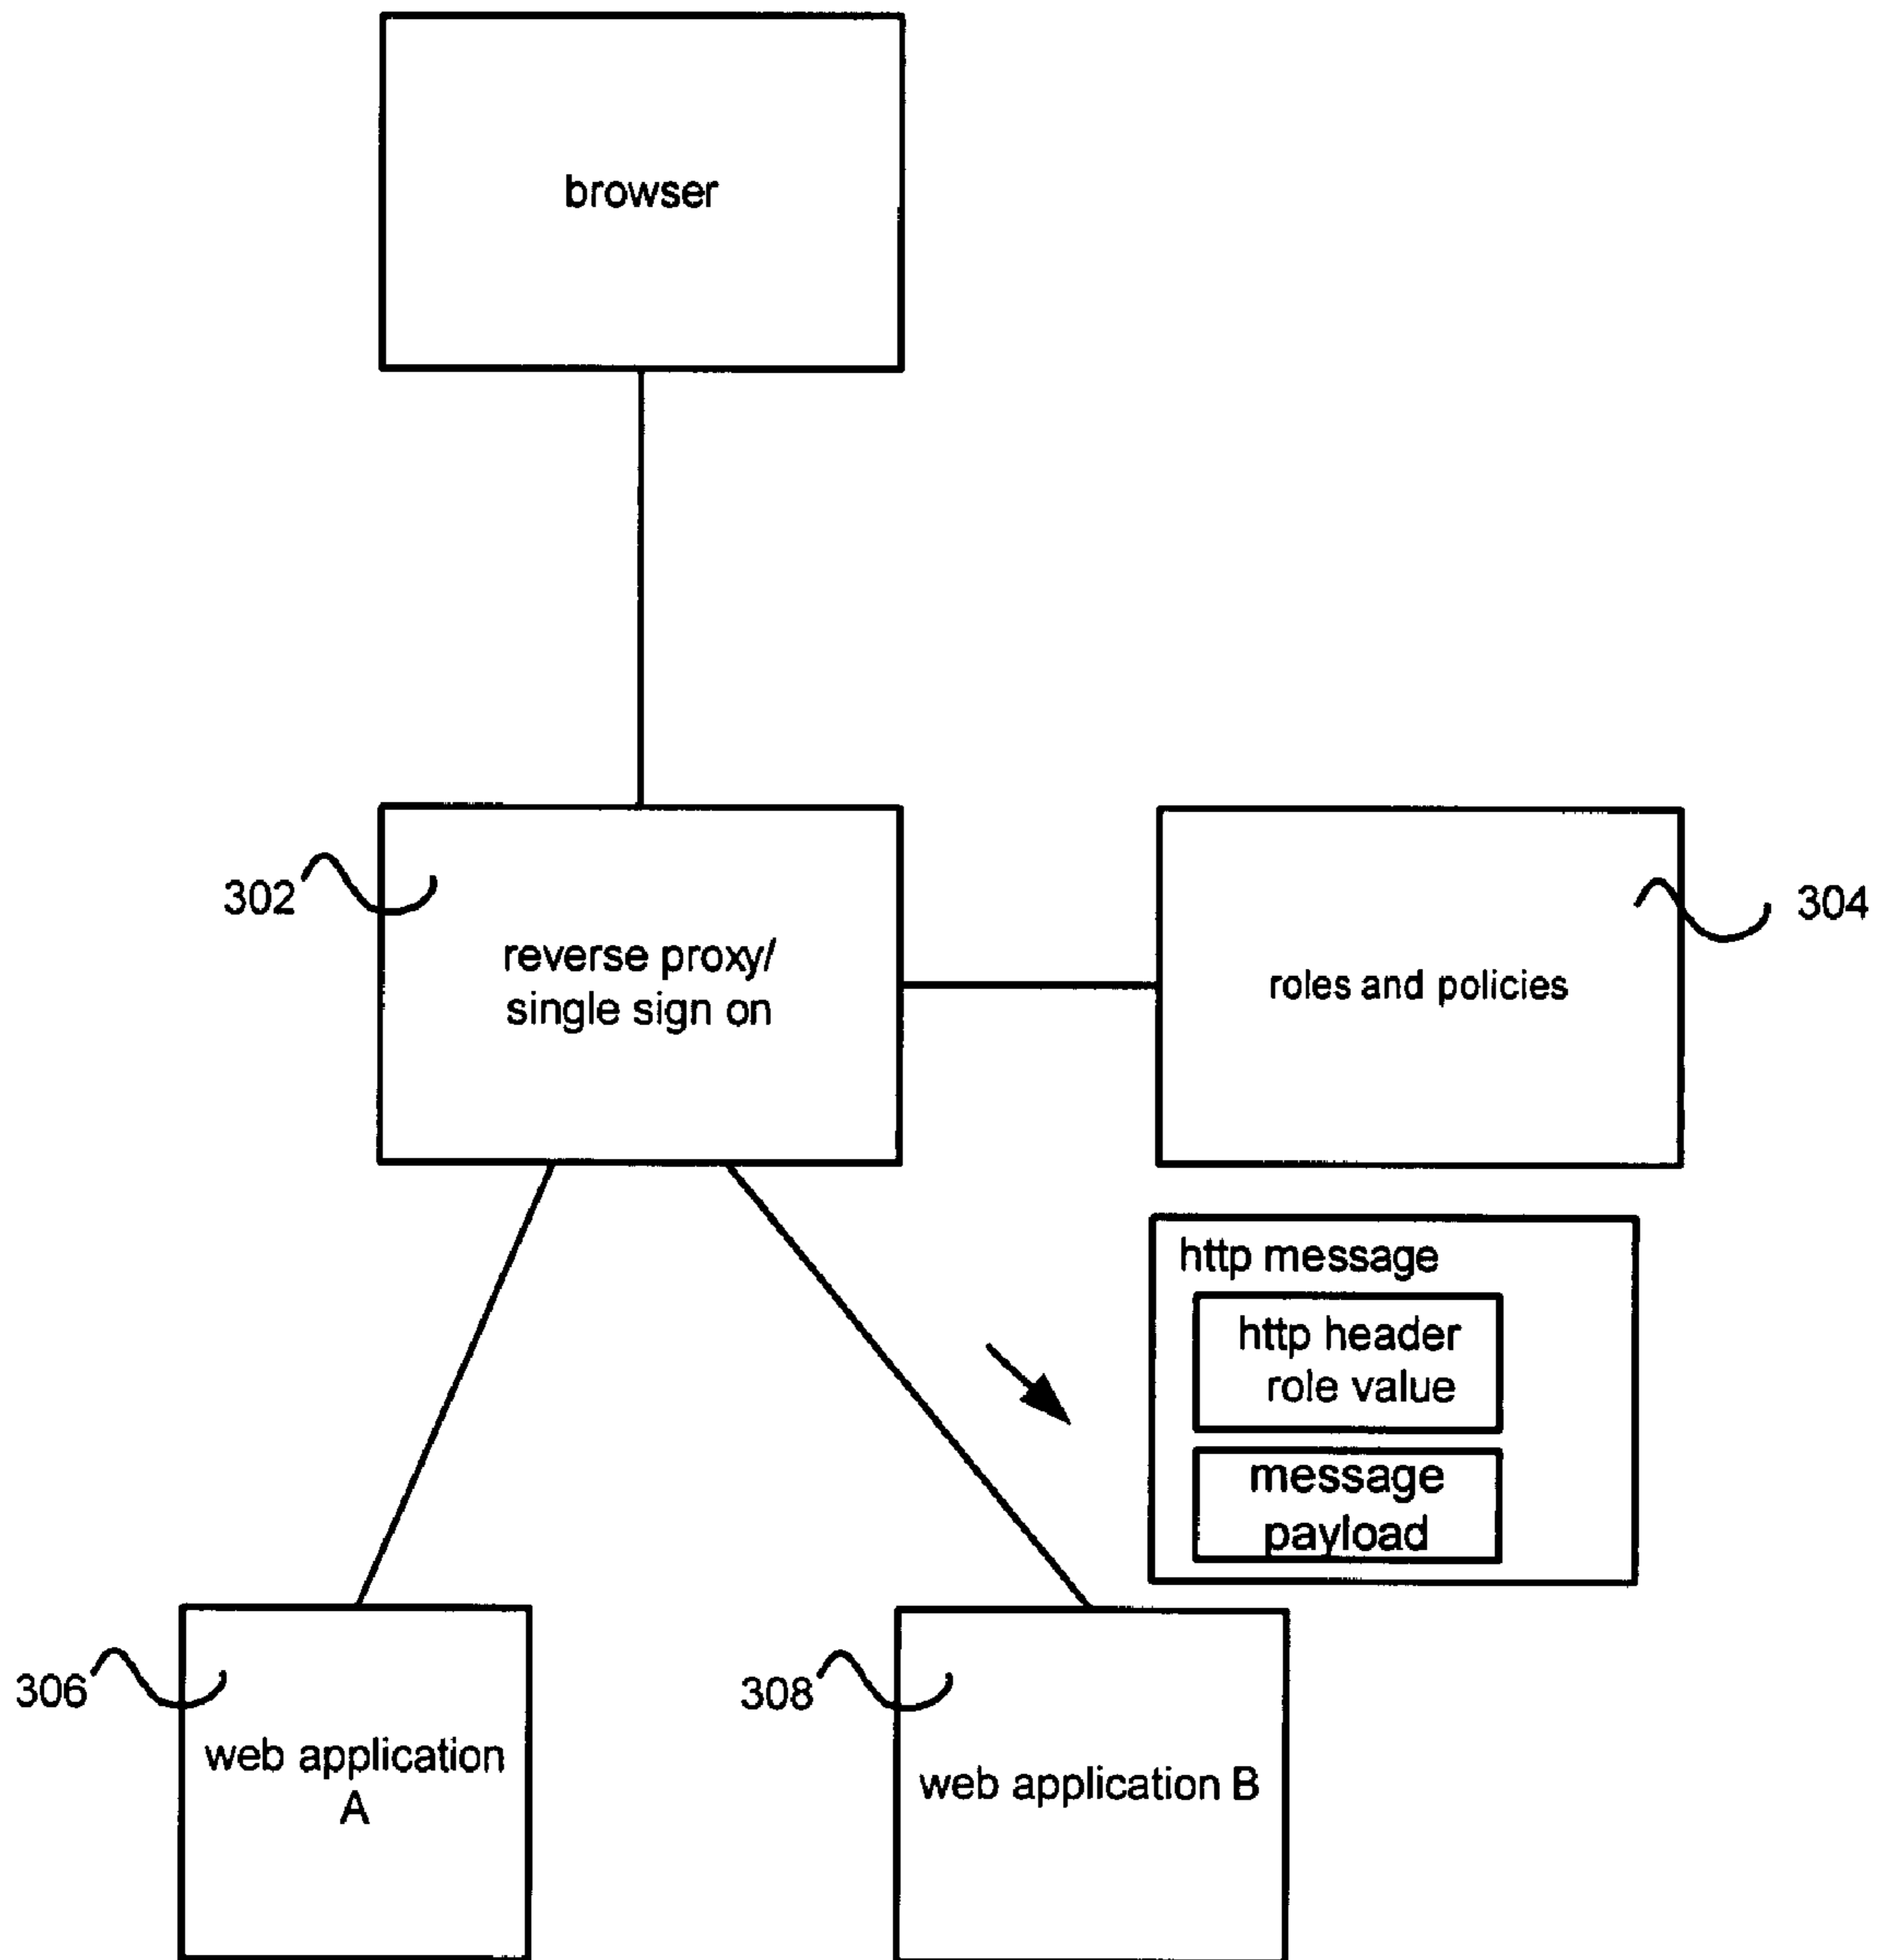 browser
302
reverse proxy/
single sign on
304
roles and policies
http message
http header
role value
message
payload
306
web application
A
308
web application B